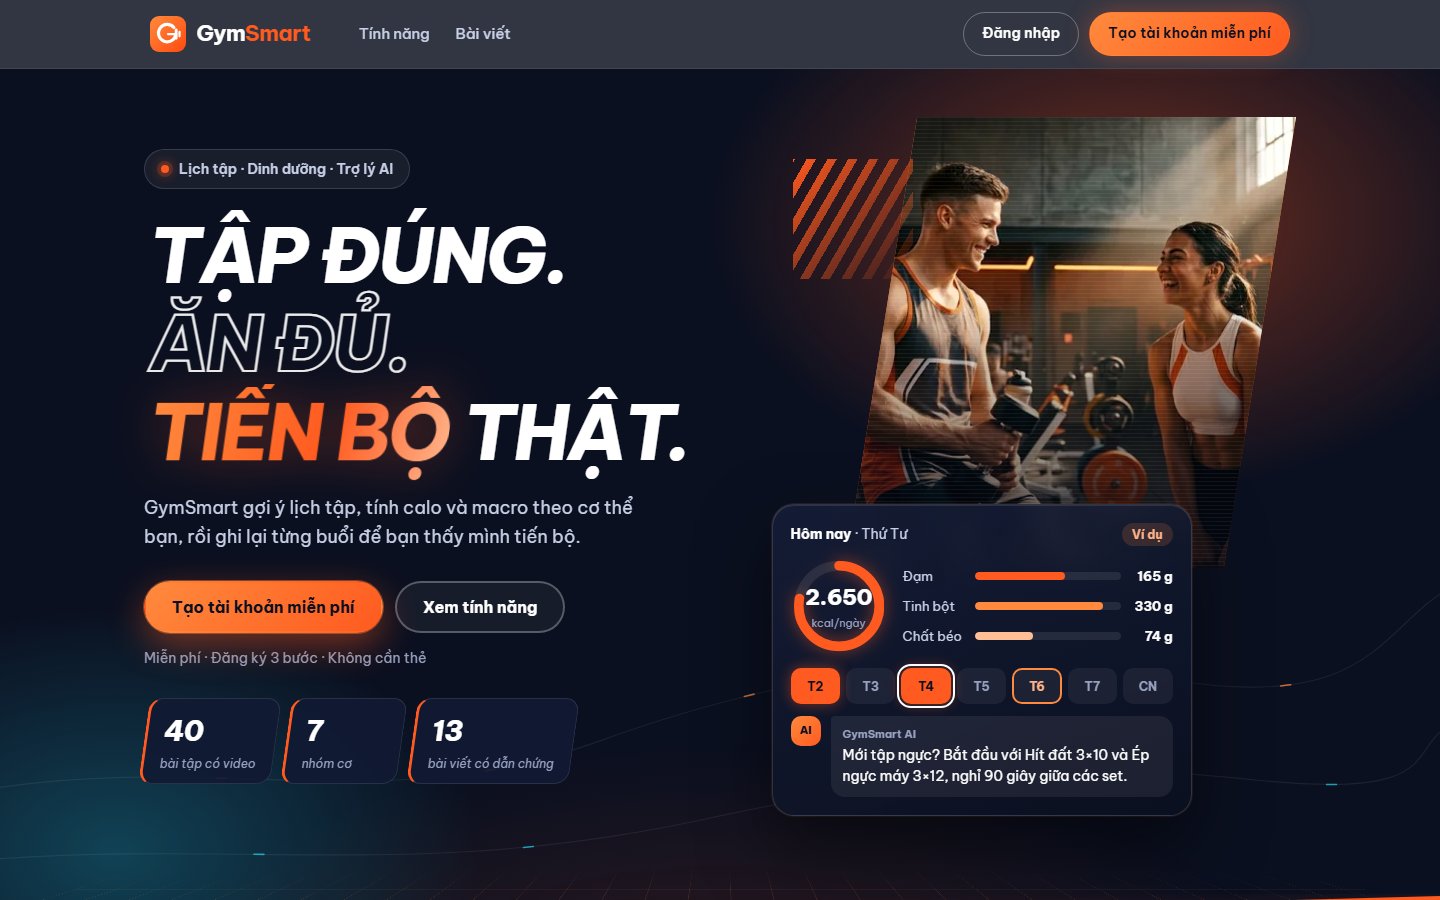 GymSmart
Tính năng
Bài viết
Đăng nhập
Tạo tài khoản miễn phí
Lịch tập · Dinh dưỡng · Trợ lý AI
TẬP ĐÚNG.
ĂN ĐỦ.
TIẾN BỘ THẬT.
GymSmart gợi ý lịch tập, tính calo và macro theo cơ thể
bạn, rồi ghi lại từng buổi để bạn thấy mình tiến bộ.
Tạo tài khoản miễn phí
Xem tính năng
Miễn phí · Đăng ký 3 bước · Không cần thẻ
40
bài tập có video
7
nhóm cơ
13
bài viết có dẫn chứng
Hôm nay · Thứ Tư
Ví dụ
2.650
kcal/ngày
Đạm 165 g
Tinh bột 330 g
Chất béo 74 g
T2 T3 T4 T5 T6 T7 CN
AI
GymSmart AI
Mới tập ngực? Bắt đầu với Hít đất 3×10 và Ép
ngực máy 3×12, nghỉ 90 giây giữa các set.